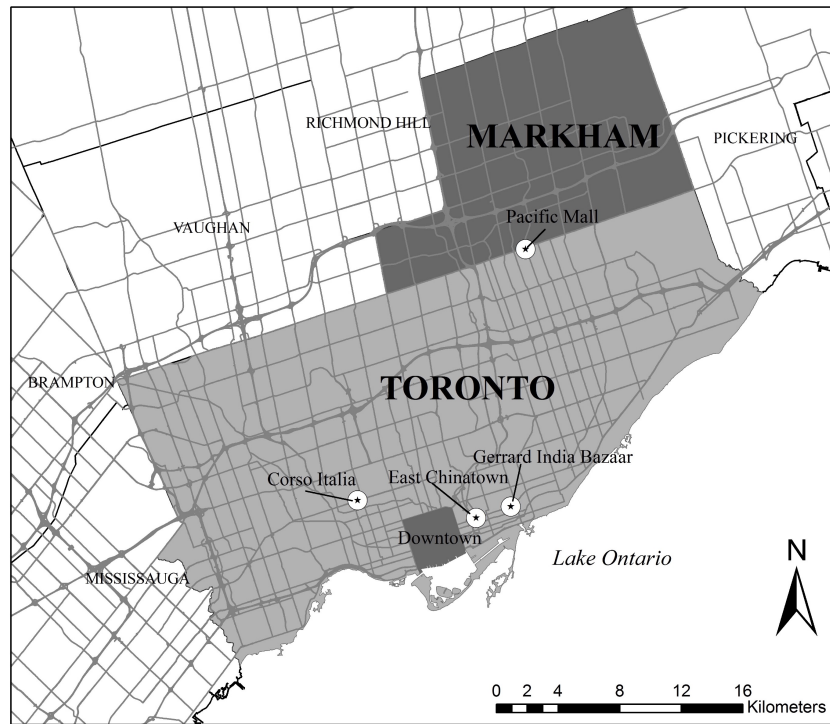 RICHMOND HILL
MARKHAM
PICKERING
Pacific Mall
VAUGHAN
BRAMPTON
TORONTO
Gerrard India Bazaar
Corso Italia
East Chinatown
Downtown
Lake Ontario
MISSISSAUGA
N
0 2 4 8 12 16
Kilometers